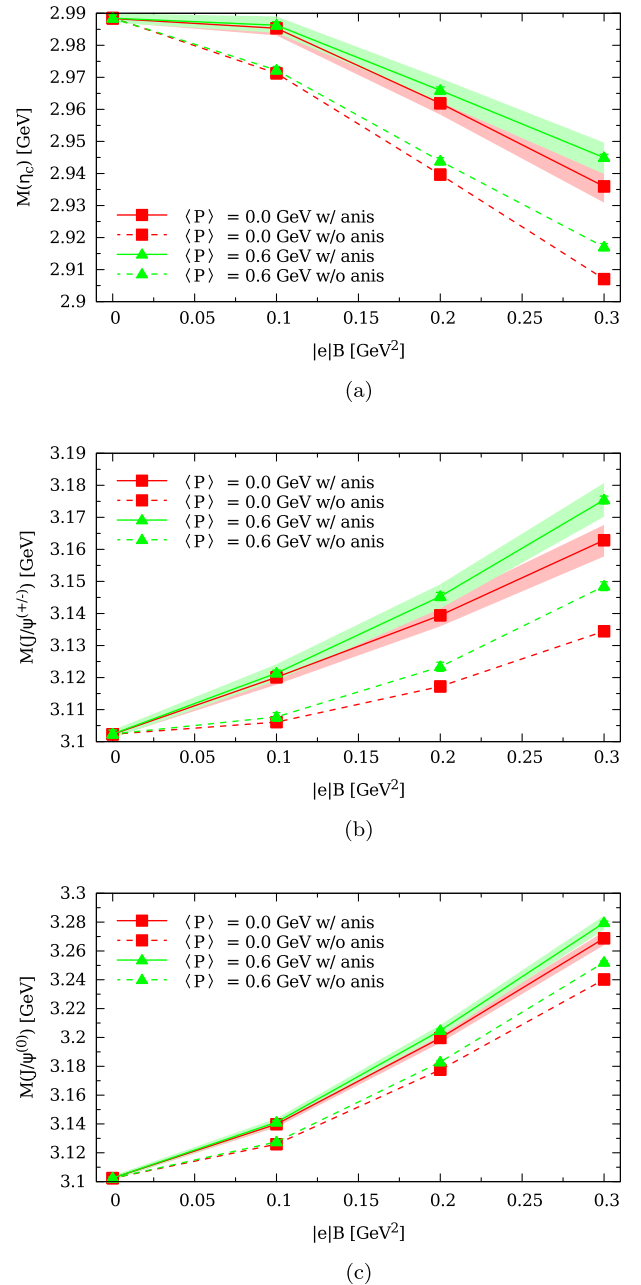 2.99
2.98
2.97
2.96
2.95
2.94
2.93
2.92
2.91
2.9
M(ηc) [GeV]
⟨P⟩ = 0.0 GeV w/ anis
⟨P⟩ = 0.0 GeV w/o anis
⟨P⟩ = 0.6 GeV w/ anis
⟨P⟩ = 0.6 GeV w/o anis
0 0.05 0.1 0.15 0.2 0.25 0.3
|e|B [GeV²]
(a)
3.19
3.18
3.17
3.16
3.15
3.14
3.13
3.12
3.11
3.1
M(J/ψ(+/-)) [GeV]
⟨P⟩ = 0.0 GeV w/ anis
⟨P⟩ = 0.0 GeV w/o anis
⟨P⟩ = 0.6 GeV w/ anis
⟨P⟩ = 0.6 GeV w/o anis
0 0.05 0.1 0.15 0.2 0.25 0.3
|e|B [GeV²]
(b)
3.3
3.28
3.26
3.24
3.22
3.2
3.18
3.16
3.14
3.12
3.1
M(J/ψ(0)) [GeV]
⟨P⟩ = 0.0 GeV w/ anis
⟨P⟩ = 0.0 GeV w/o anis
⟨P⟩ = 0.6 GeV w/ anis
⟨P⟩ = 0.6 GeV w/o anis
0 0.05 0.1 0.15 0.2 0.25 0.3
|e|B [GeV²]
(c)